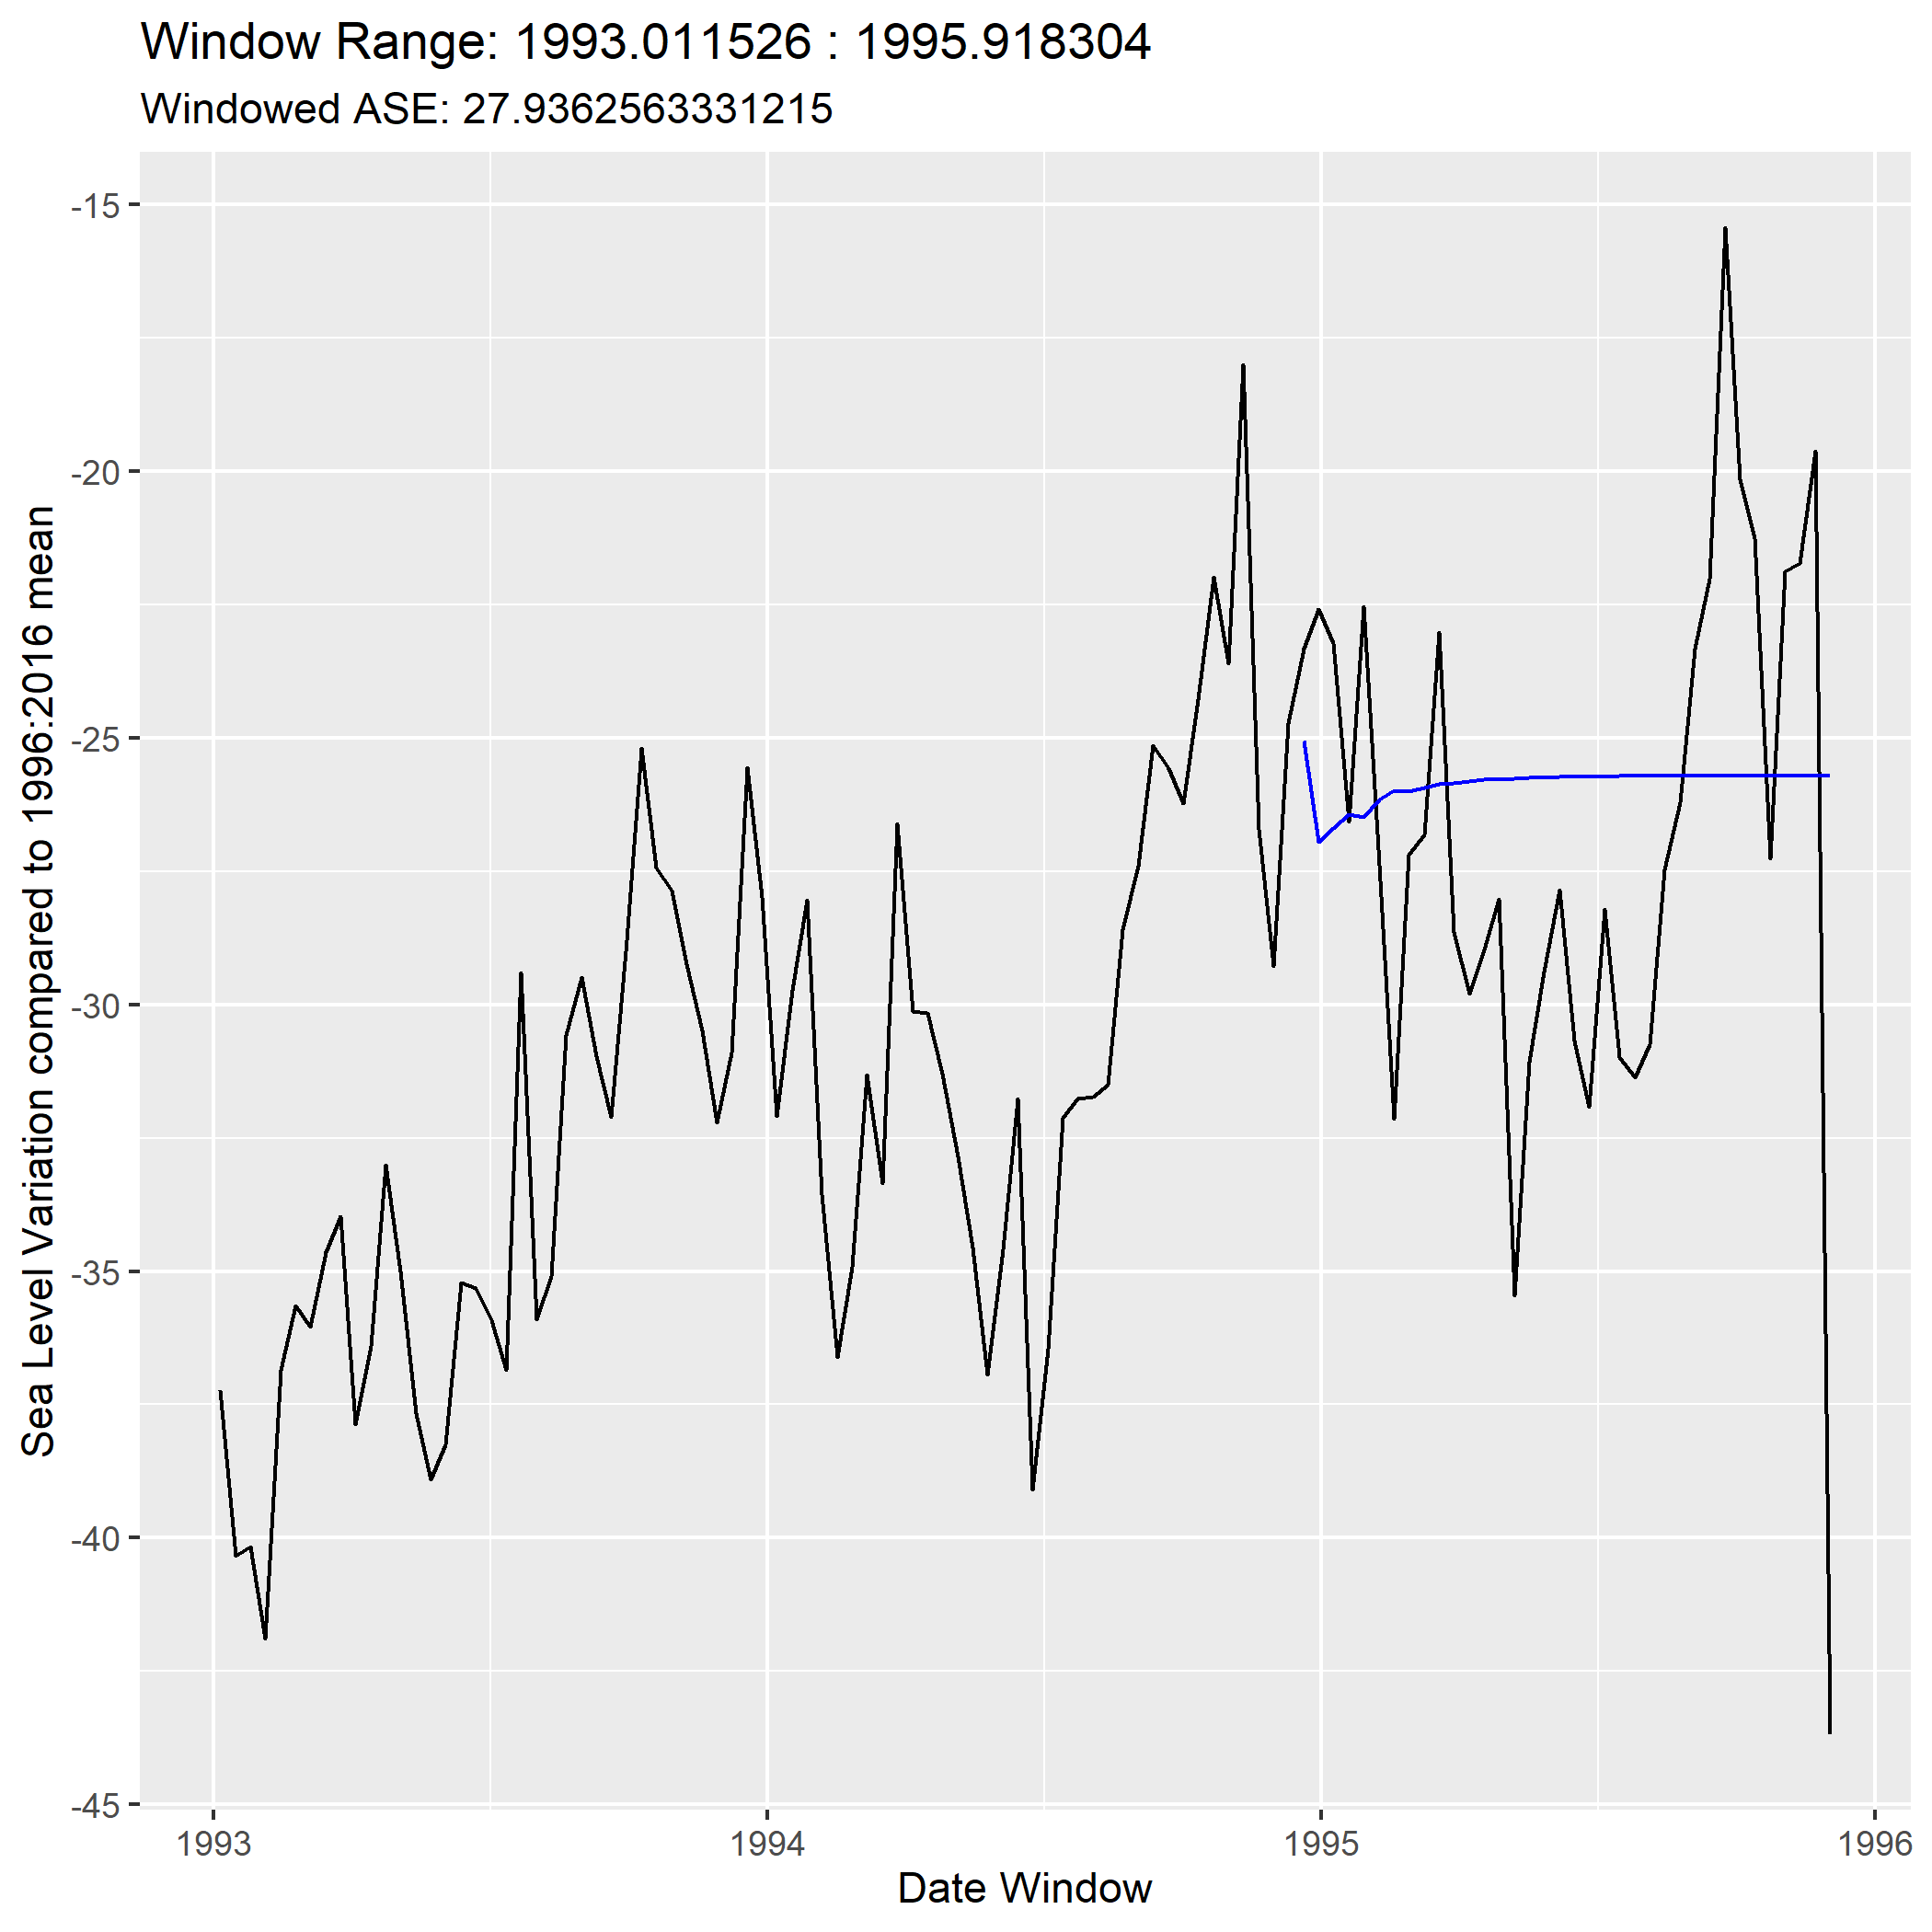 Window Range: 1993.011526 : 1995.918304
Windowed ASE: 27.9362563331215
Sea Level Variation compared to 1996:2016 mean
-15
-20
-25
-30
-35
-40
-45
1993
1994
1995
1996
Date Window